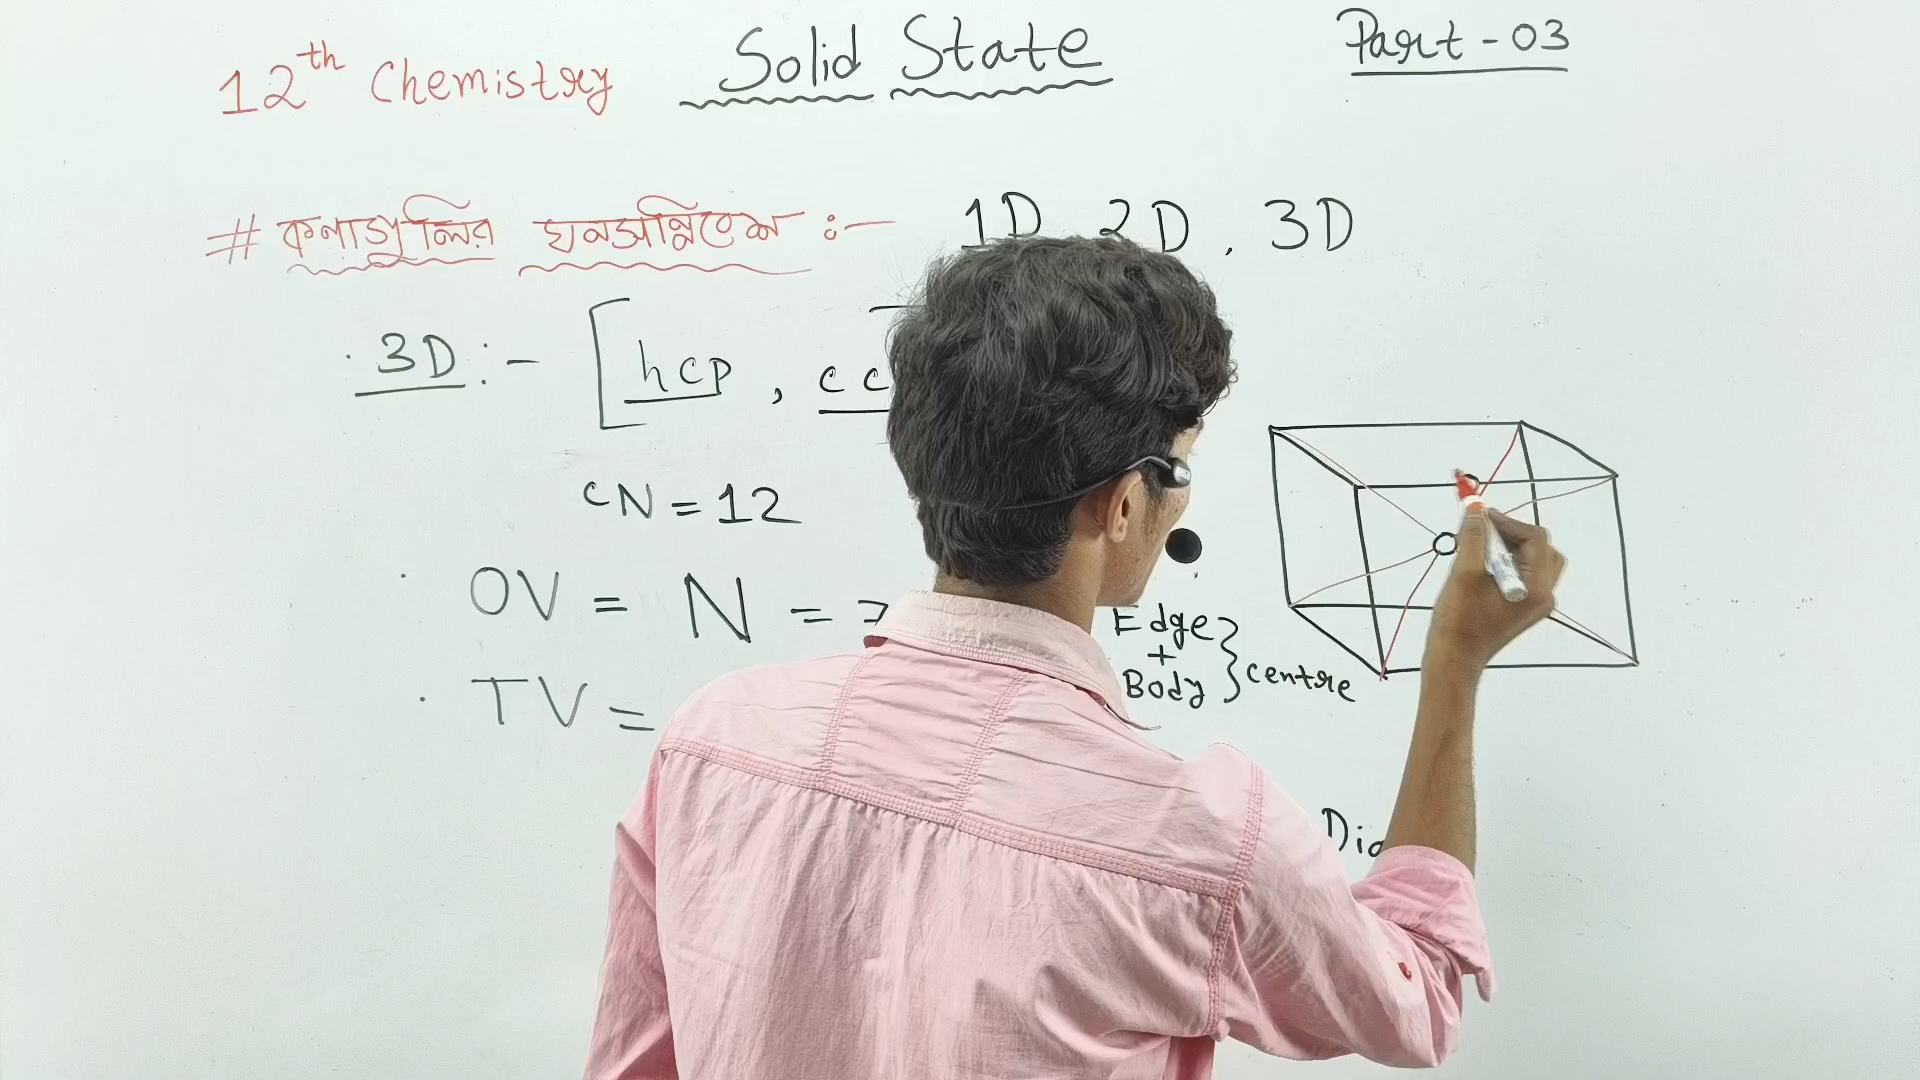 12th Chemistry Solid State Part-03
# কণাগুলির ঘনসন্নিবেশ :- 1D 2D, 3D
3D :- [hcp, cc
CN = 12
OV = N =
Edge
+
Body } centre
TV =